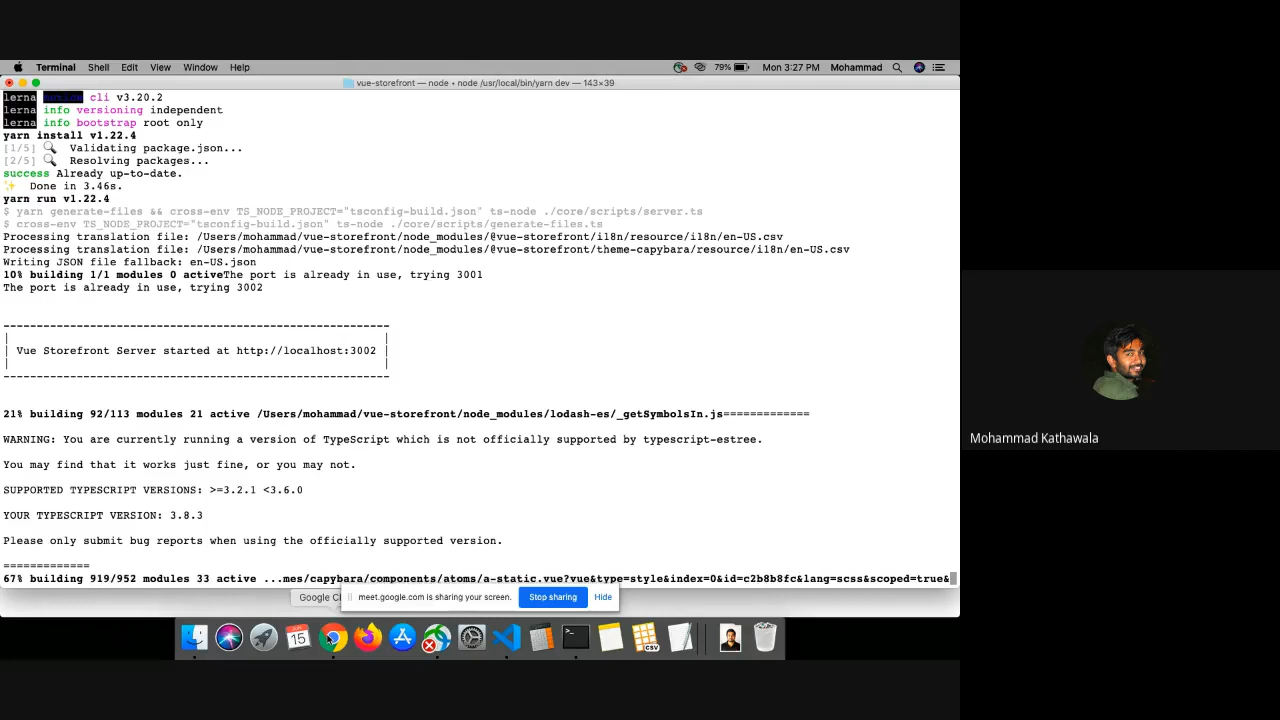 Terminal Shell Edit View Window Help 79% Mon 3:27 PM Mohammad
vue-storefront — node • node /usr/local/bin/yarn dev — 143×39
lerna notice cli v3.20.2
lerna info versioning independent
lerna info bootstrap root only
yarn install v1.22.4
[1/5] 🔍 Validating package.json...
[2/5] 🔍 Resolving packages...
success Already up-to-date.
✨ Done in 3.46s.
yarn run v1.22.4
$ yarn generate-files && cross-env TS_NODE_PROJECT="tsconfig-build.json" ts-node ./core/scripts/server.ts
$ cross-env TS_NODE_PROJECT="tsconfig-build.json" ts-node ./core/scripts/generate-files.ts
Processing translation file: /Users/mohammad/vue-storefront/node_modules/@vue-storefront/i18n/resource/i18n/en-US.csv
Processing translation file: /Users/mohammad/vue-storefront/node_modules/@vue-storefront/theme-capybara/resource/i18n/en-US.csv
Writing JSON file fallback: en-US.json
10% building 1/1 modules 0 activeThe port is already in use, trying 3001
The port is already in use, trying 3002
-----------------------------------------------------------
| |
| Vue Storefront Server started at http://localhost:3002 |
| |
-----------------------------------------------------------
21% building 92/113 modules 21 active /Users/mohammad/vue-storefront/node_modules/lodash-es/_getSymbolsIn.js=============
WARNING: You are currently running a version of TypeScript which is not officially supported by typescript-estree.
You may find that it works just fine, or you may not.
SUPPORTED TYPESCRIPT VERSIONS: >=3.2.1 <3.6.0
YOUR TYPESCRIPT VERSION: 3.8.3
Please only submit bug reports when using the officially supported version.
=============
67% building 919/952 modules 33 active ...mes/capybara/components/atoms/a-static.vue?vue&type=style&index=0&id=c2b8b8fc&lang=scss&scoped=true&
Google Ch
meet.google.com is sharing your screen. Stop sharing Hide
JUN
15
CSV
Mohammad Kathawala